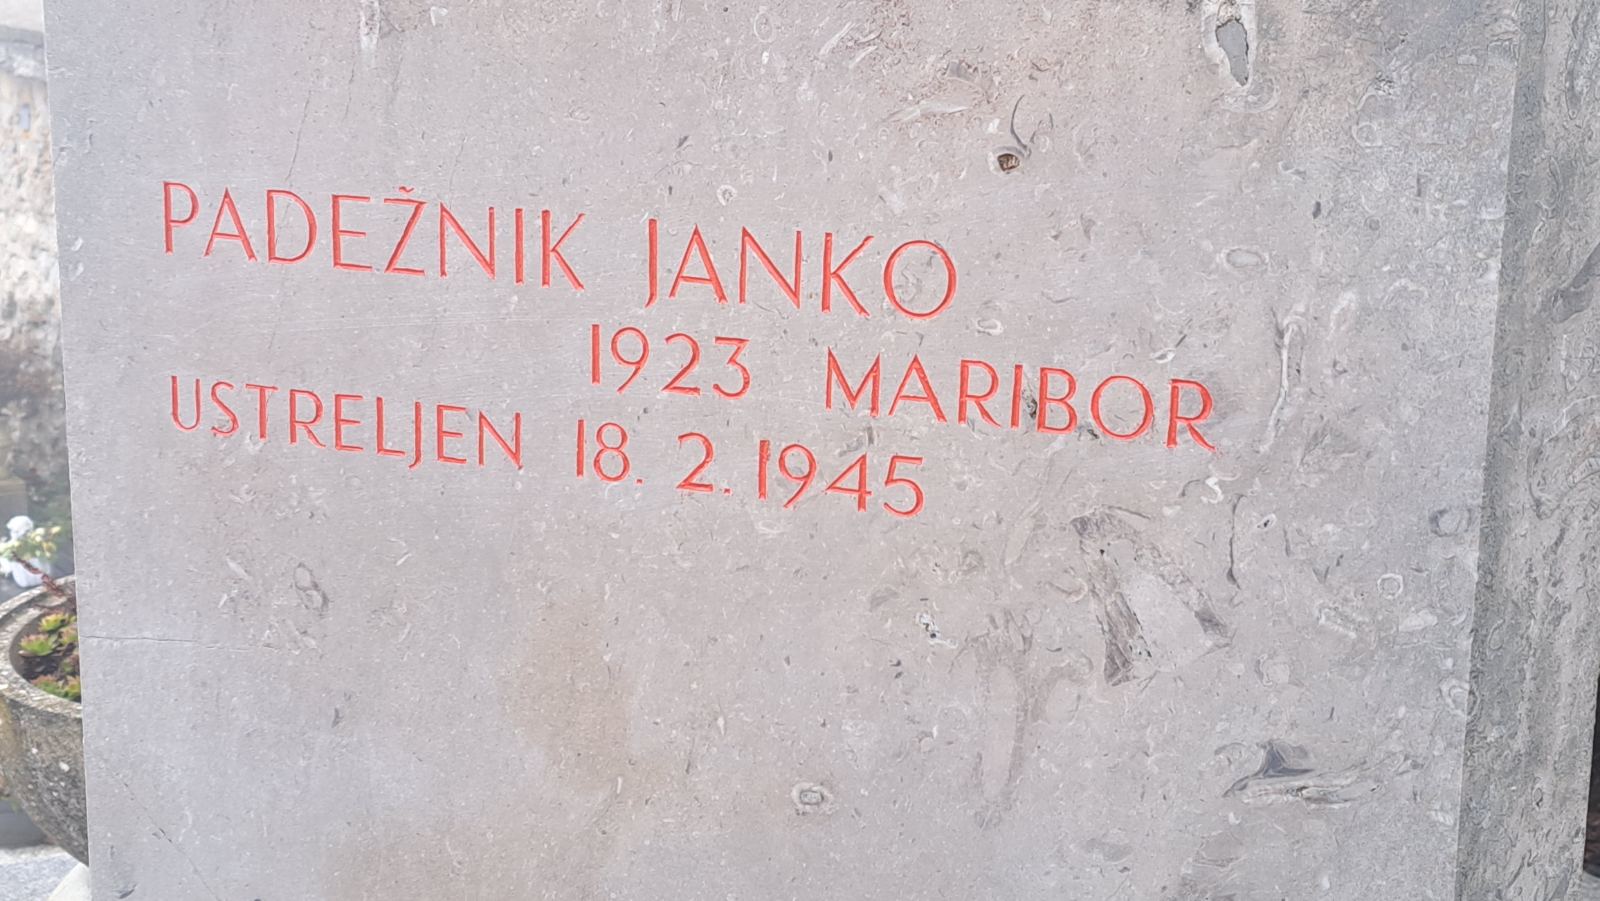 PADEŽNIK JANKO
1923 MARIBOR
USTRELJEN 18. 2. 1945